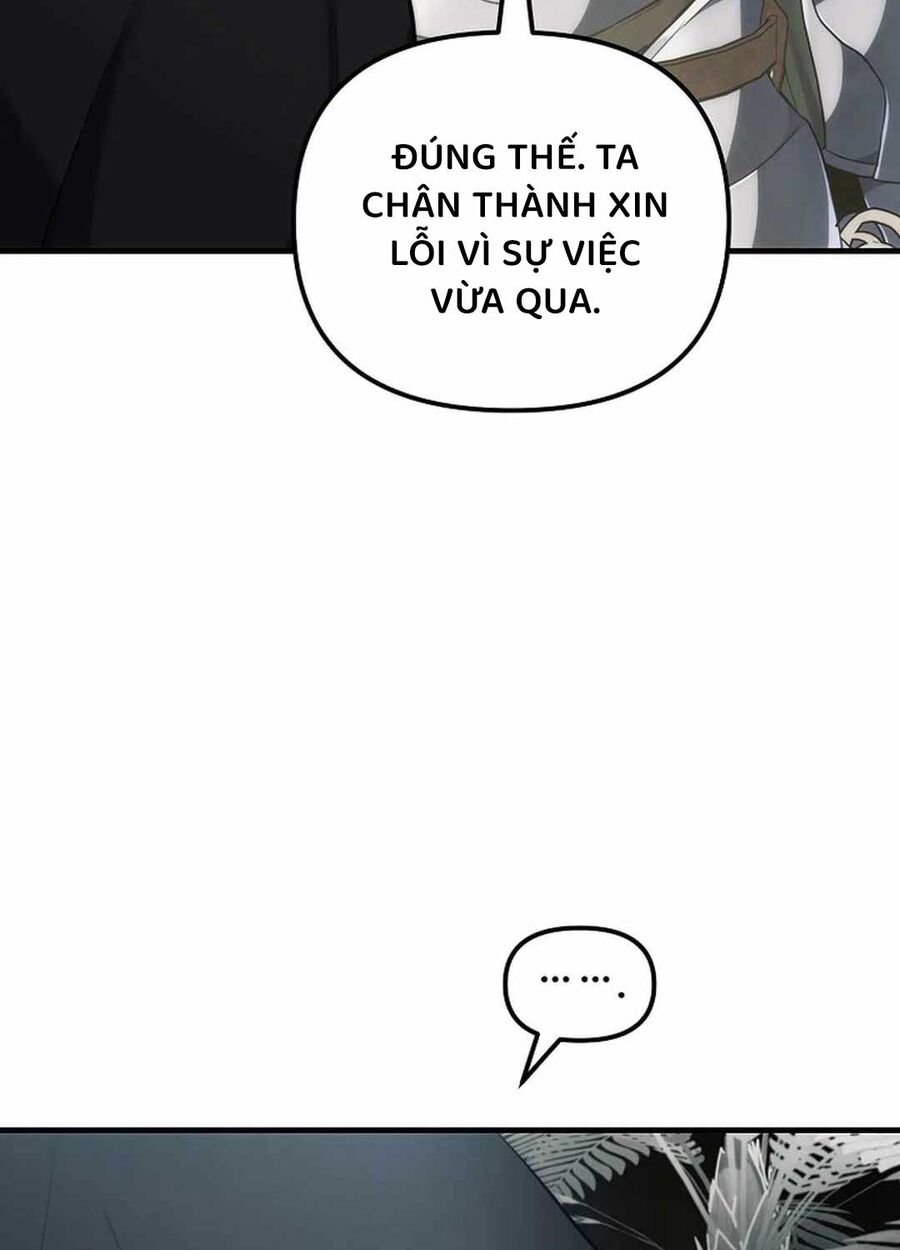 ĐÚNG THẾ. TA
CHÂN THÀNH XIN
LỖI VÌ SỰ VIỆC
VỪA QUA.
... ... .